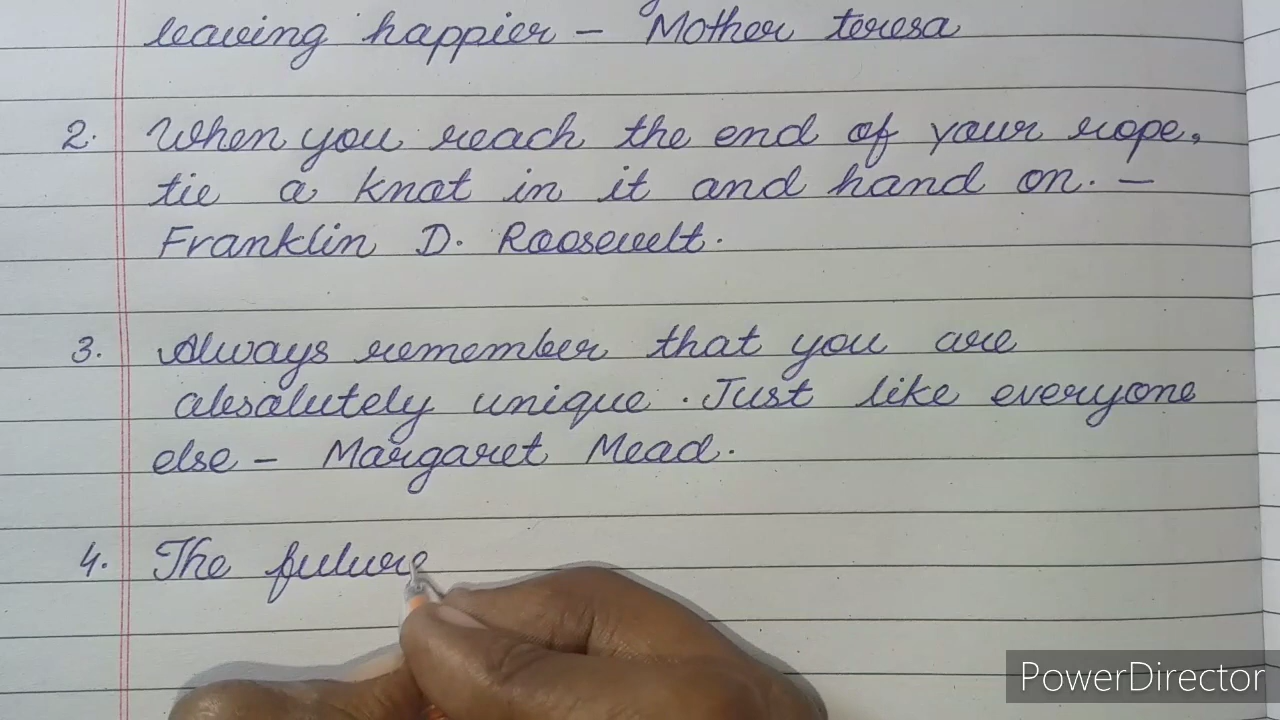 leaving happier - Mother teresa
2. When you reach the end of your rope,
tie a knot in it and hand on. -
Franklin D. Roosevelt.
3. Always remember that you are
absolutely unique. Just like everyone
else - Margaret Mead.
4. The future
PowerDirector